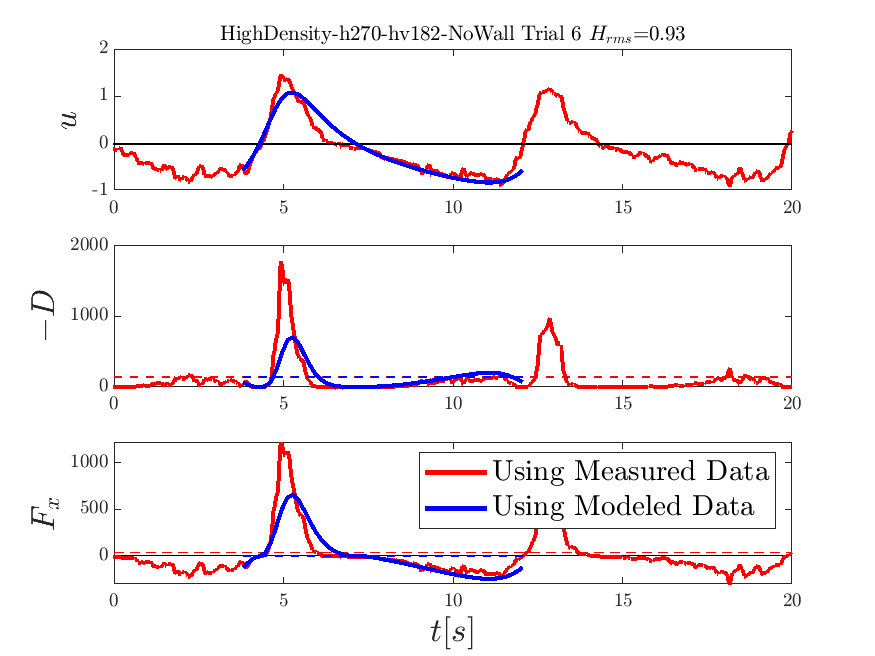 HighDensity-h270-hv182-NoWall Trial 6 H_{rms}=0.93
2
1
0
-1
u
0 5 10 15 20
2000
1000
0
−D
0 5 10 15 20
1000
500
0
F_x
Using Measured Data
Using Modeled Data
0 5 10 15 20
t[s]